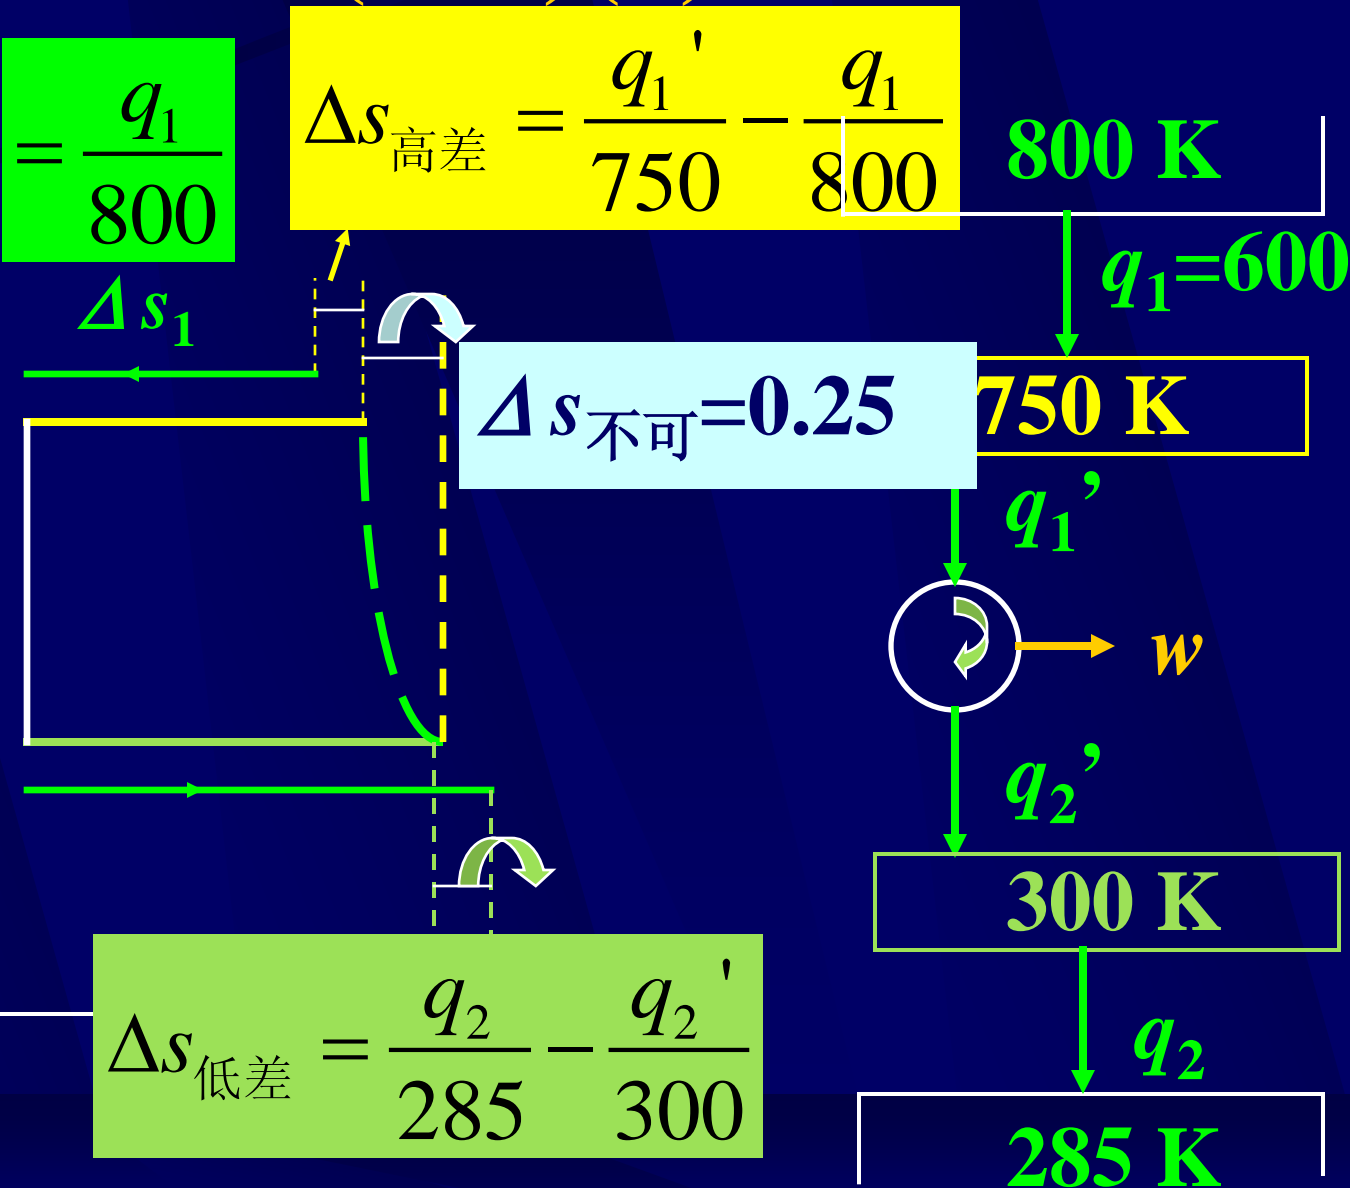 = q₁/800
Δs高差 = q₁'/750 − q₁/800
800 K
q₁=600
Δs₁
Δs不可=0.25
750 K
q₁’
w
q₂’
300 K
Δs低差 = q₂/285 − q₂'/300
q₂
285 K